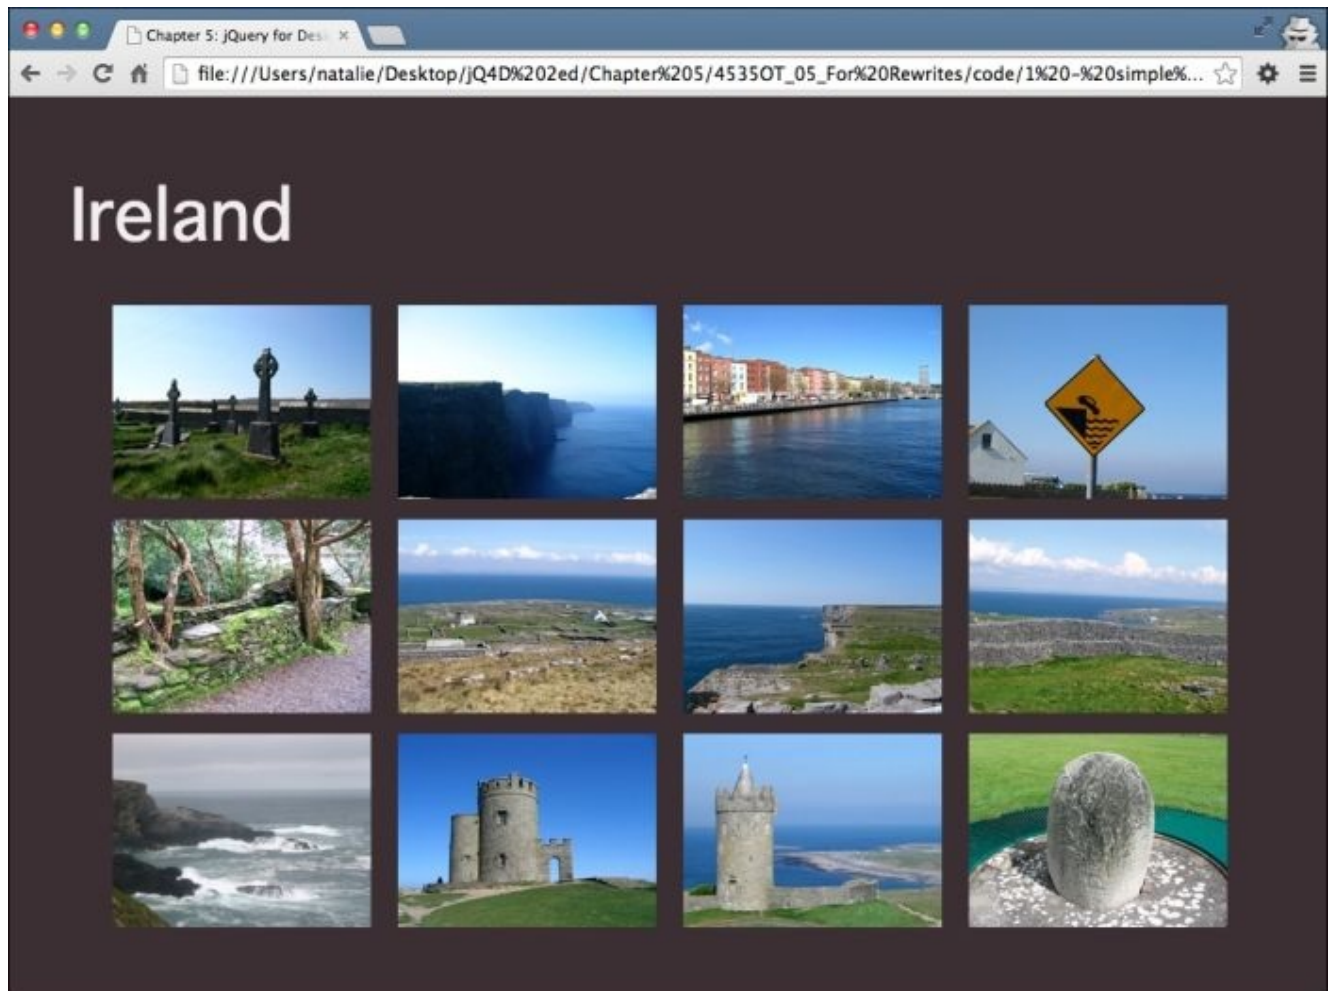 Chapter 5: jQuery for Des
file:///Users/natalie/Desktop/jQ4D%202ed/Chapter%205/4535OT_05_For%20Rewrites/code/1%20-%20simple%...
Ireland